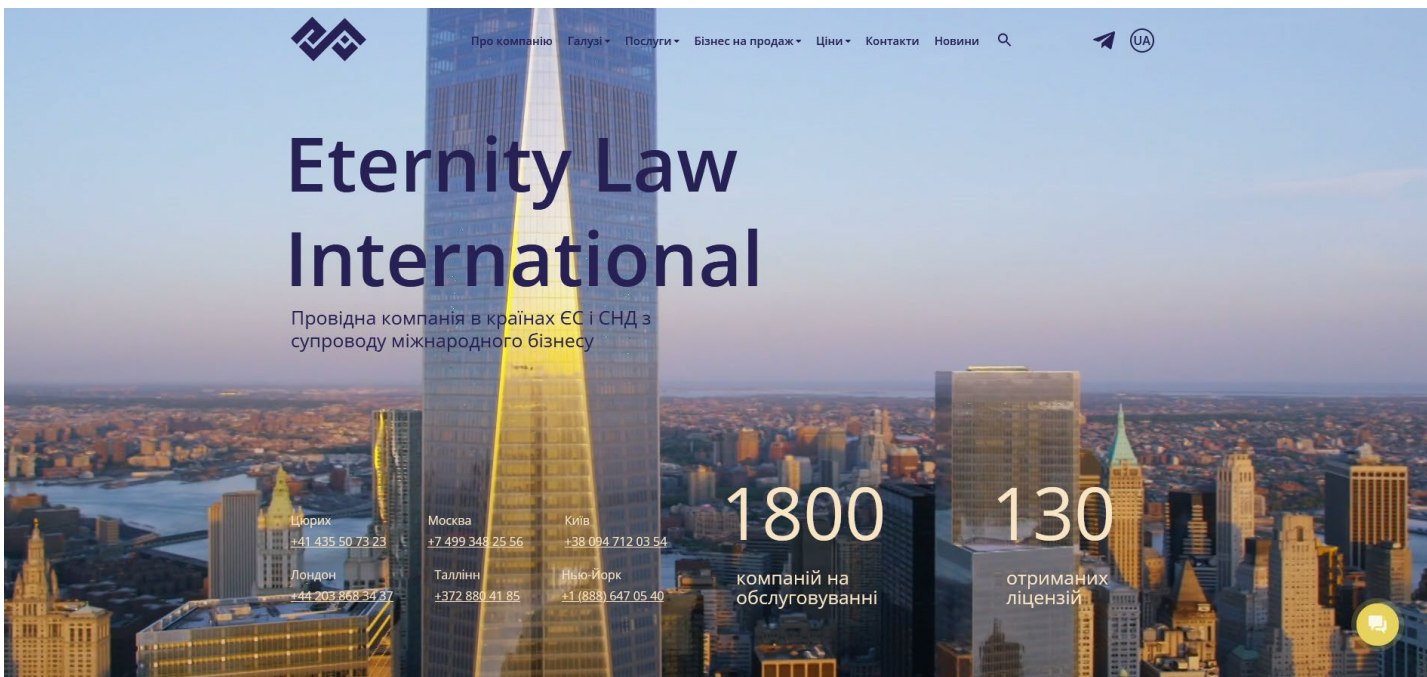 Про компанію Галузі Послуги Бізнес на продаж Ціни Контакти Новини UA
Eternity Law
International
Провідна компанія в країнах ЄС і СНД з
супроводу міжнародного бізнесу
1800 130
Цюрих Москва Київ
+41 435 50 73 23 +7 499 348 25 56 +38 094 712 03 54
Лондон Таллінн Нью-Йорк
+44 203 868 34 37 +372 880 41 85 +1 (888) 647 05 40
компаній на
обслуговуванні
отриманих
ліцензій